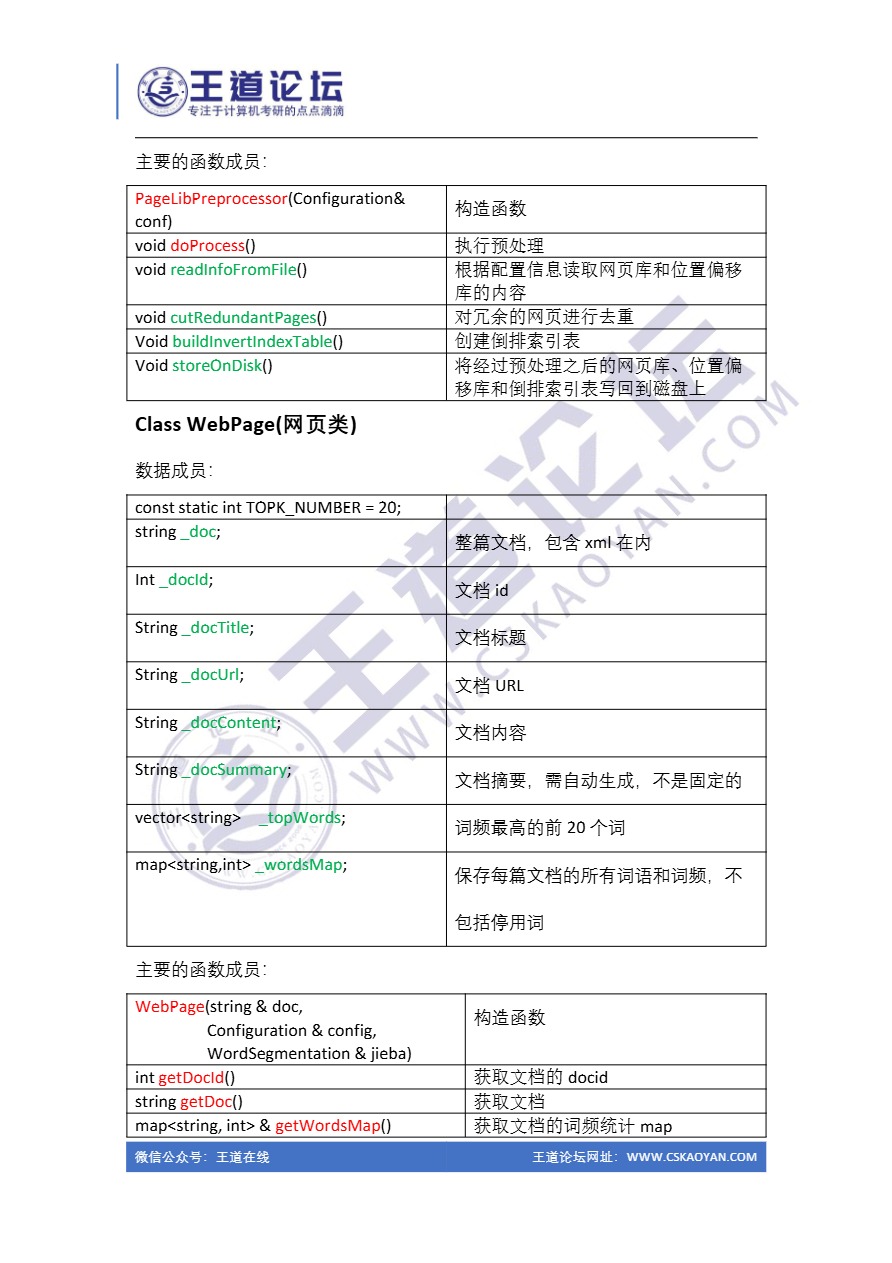 王道论坛
专注于计算机考研的点点滴滴
主要的函数成员：
PageLibPreprocessor(Configuration&
conf)
构造函数
void doProcess()
执行预处理
void readInfoFromFile()
根据配置信息读取网页库和位置偏移
库的内容
void cutRedundantPages()
对冗余的网页进行去重
Void buildInvertIndexTable()
创建倒排索引表
Void storeOnDisk()
将经过预处理之后的网页库、位置偏
移库和倒排索引表写回到磁盘上
Class WebPage(网页类)
数据成员：
const static int TOPK_NUMBER = 20;
string _doc;
整篇文档，包含 xml 在内
Int _docId;
文档 id
String _docTitle;
文档标题
String _docUrl;
文档 URL
String _docContent;
文档内容
String _docSummary;
文档摘要，需自动生成，不是固定的
vector<string> _topWords;
词频最高的前 20 个词
map<string,int> _wordsMap;
保存每篇文档的所有词语和词频，不
包括停用词
主要的函数成员：
WebPage(string & doc,
Configuration & config,
WordSegmentation & jieba)
构造函数
int getDocId()
获取文档的 docid
string getDoc()
获取文档
map<string, int> & getWordsMap()
获取文档的词频统计 map
微信公众号：王道在线
王道论坛网址：WWW.CSKAOYAN.COM
王道论坛
WWW.CSKAOYAN.COM